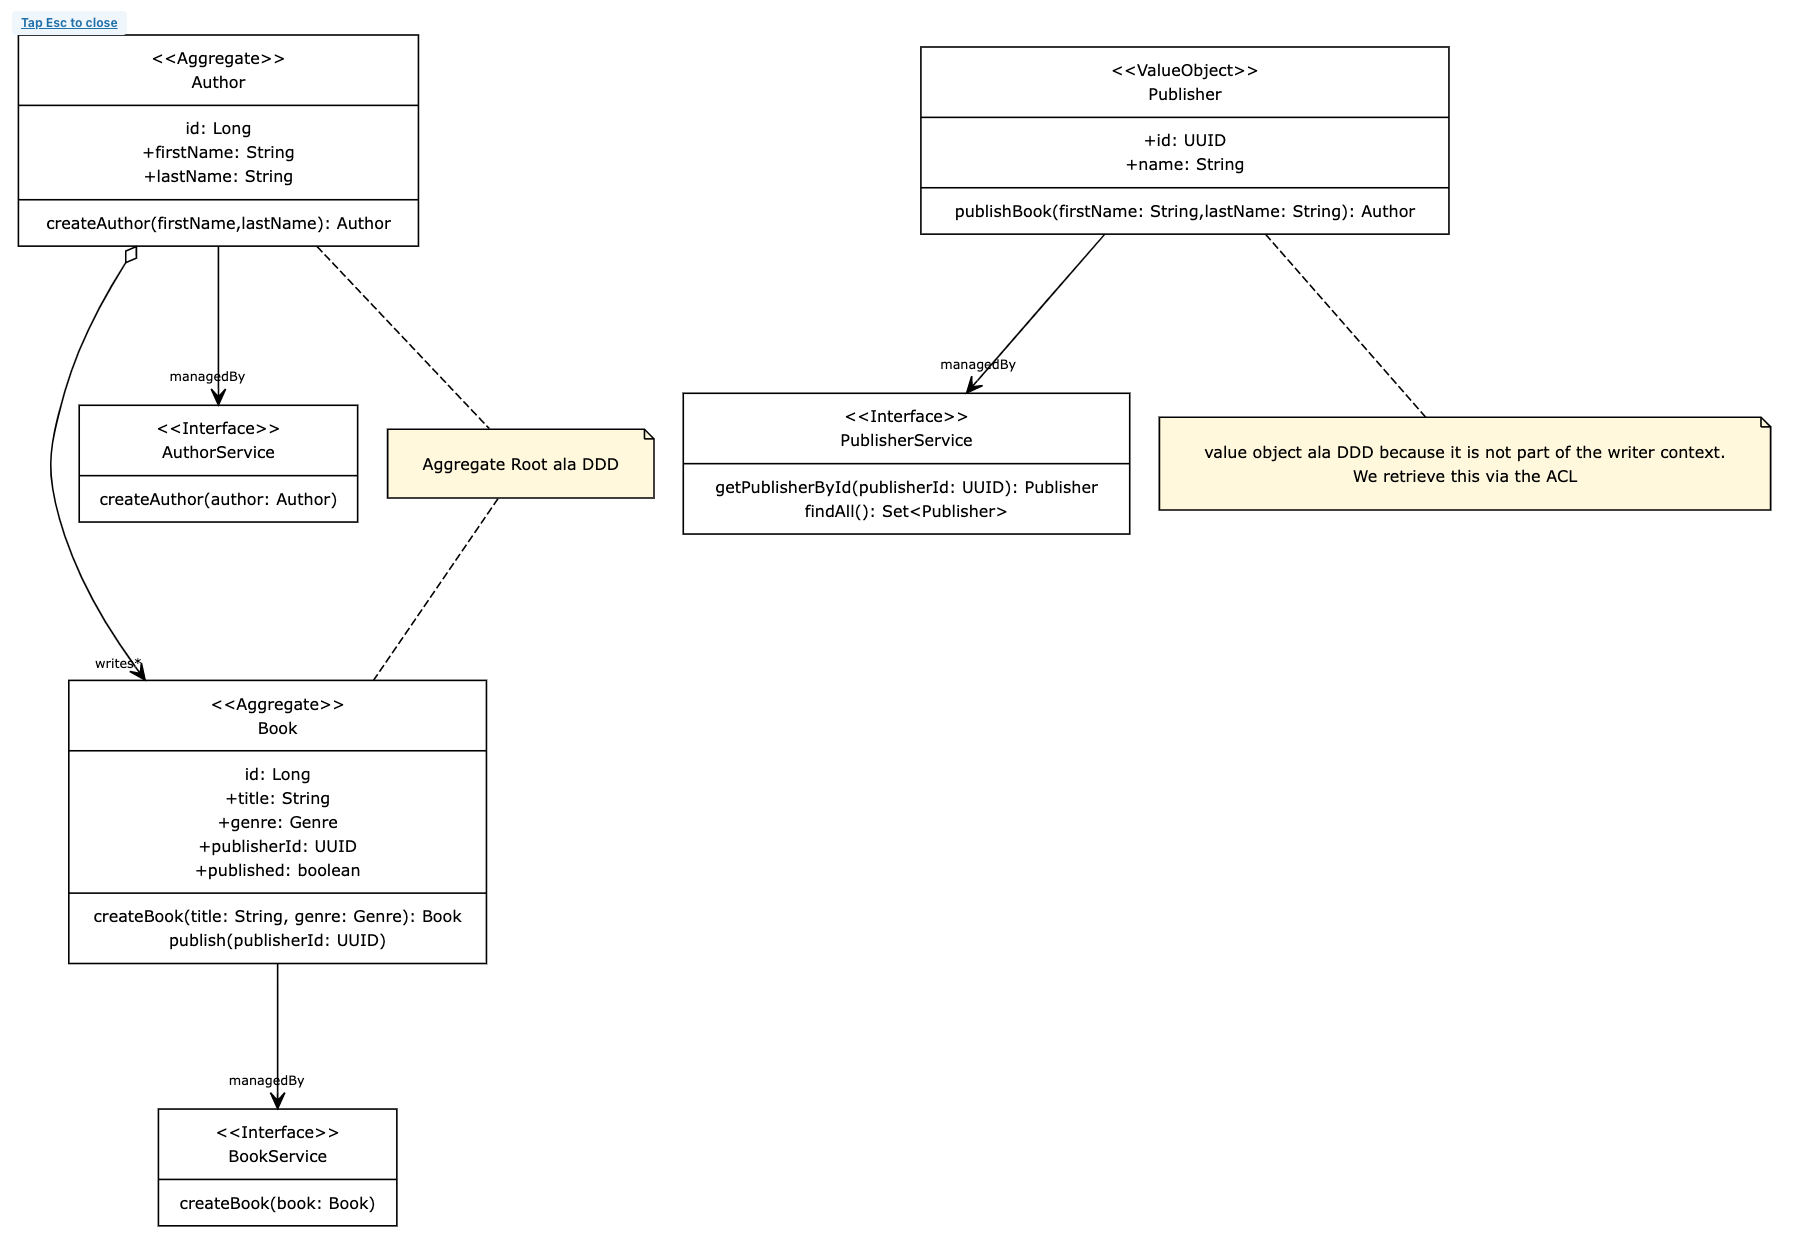 Tap Esc to close
<<Aggregate>>
Author
id: Long
+firstName: String
+lastName: String
createAuthor(firstName,lastName): Author
<<ValueObject>>
Publisher
+id: UUID
+name: String
publishBook(firstName: String,lastName: String): Author
managedBy
managedBy
<<Interface>>
AuthorService
createAuthor(author: Author)
Aggregate Root ala DDD
<<Interface>>
PublisherService
getPublisherById(publisherId: UUID): Publisher
findAll(): Set<Publisher>
value object ala DDD because it is not part of the writer context.
We retrieve this via the ACL
writes*
<<Aggregate>>
Book
id: Long
+title: String
+genre: Genre
+publisherId: UUID
+published: boolean
createBook(title: String, genre: Genre): Book
publish(publisherId: UUID)
managedBy
<<Interface>>
BookService
createBook(book: Book)